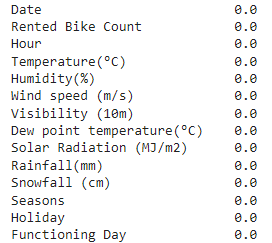 Date 0.0
Rented Bike Count 0.0
Hour 0.0
Temperature(°C) 0.0
Humidity(%) 0.0
Wind speed (m/s) 0.0
Visibility (10m) 0.0
Dew point temperature(°C) 0.0
Solar Radiation (MJ/m2) 0.0
Rainfall(mm) 0.0
Snowfall (cm) 0.0
Seasons 0.0
Holiday 0.0
Functioning Day 0.0